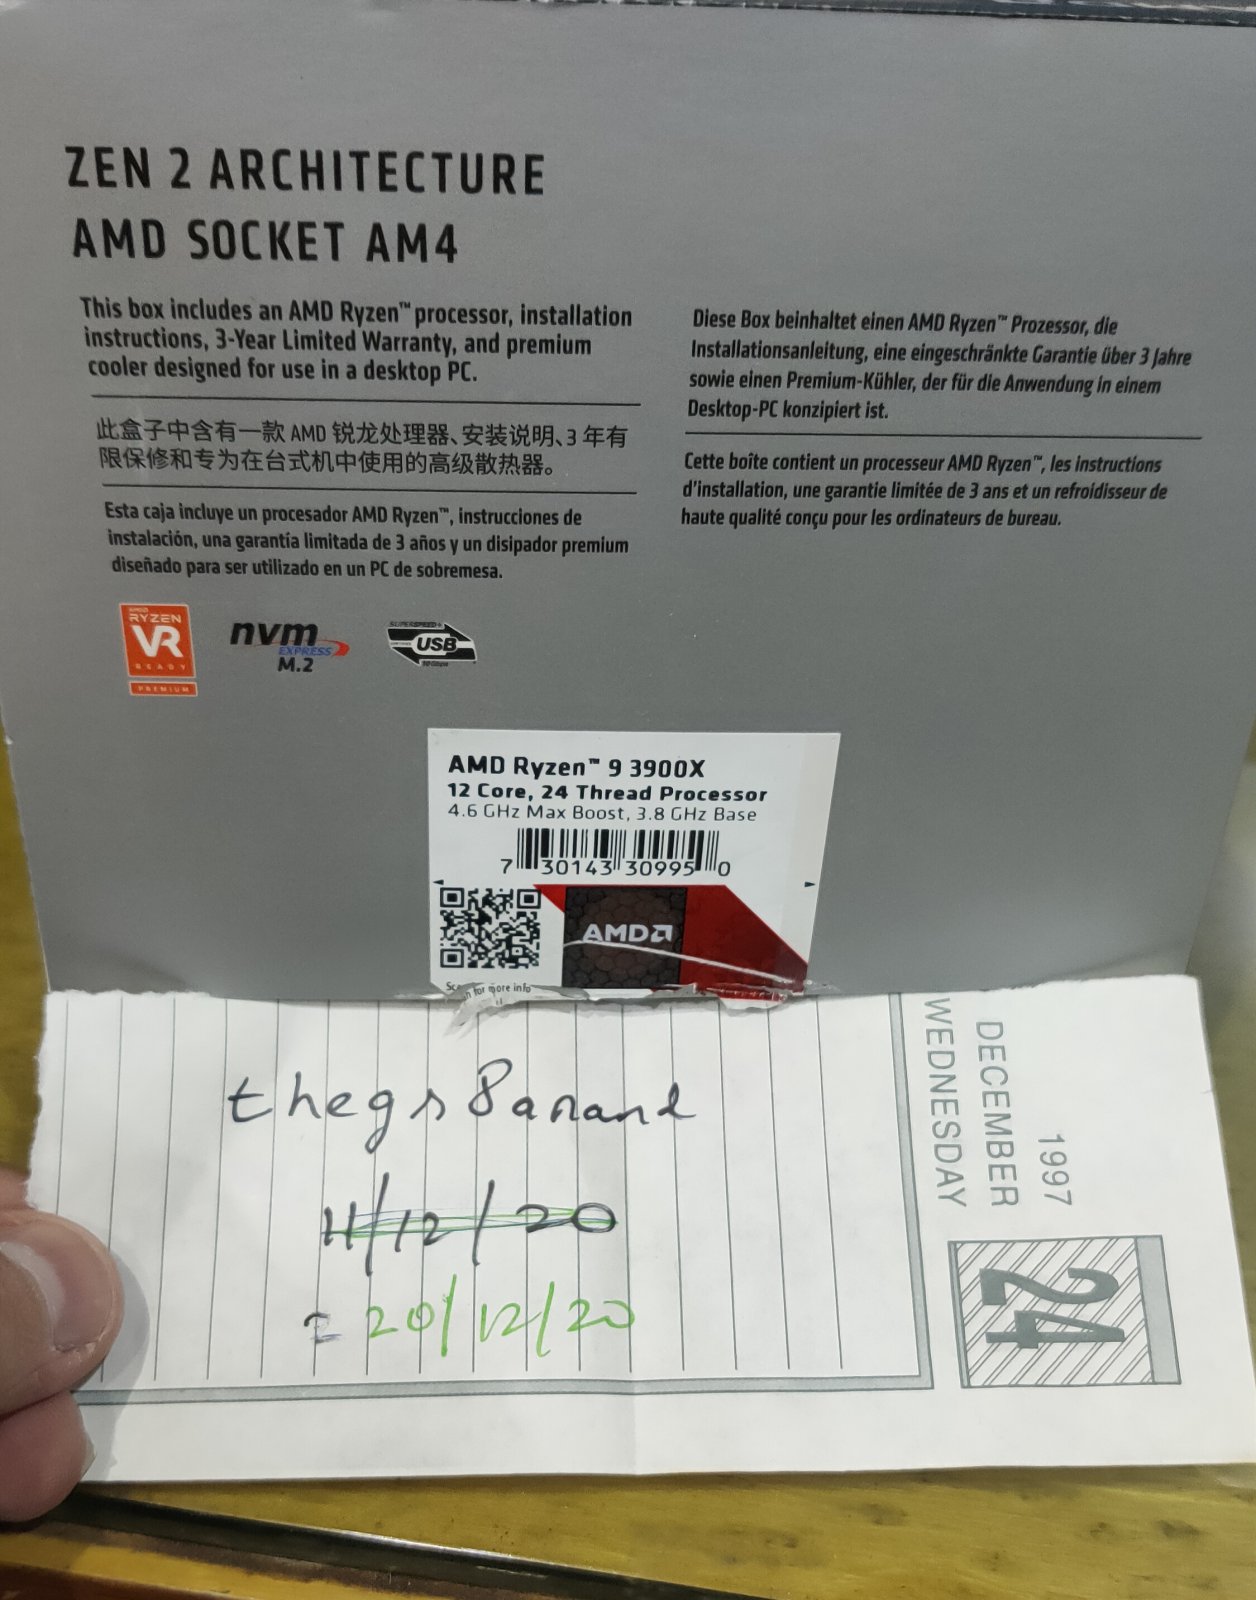 ZEN 2 ARCHITECTURE
AMD SOCKET AM4
This box includes an AMD Ryzen™ processor, installation
instructions, 3-Year Limited Warranty, and premium
cooler designed for use in a desktop PC.
此盒子中含有一款 AMD 锐龙处理器、安装说明、3 年有
限保修和专为在台式机中使用的高级散热器。
Esta caja incluye un procesador AMD Ryzen™, instrucciones de
instalación, una garantía limitada de 3 años y un disipador premium
diseñado para ser utilizado en un PC de sobremesa.
Diese Box beinhaltet einen AMD Ryzen™ Prozessor, die
Installationsanleitung, eine eingeschränkte Garantie über 3 Jahre
sowie einen Premium-Kühler, der für die Anwendung in einem
Desktop-PC konzipiert ist.
Cette boîte contient un processeur AMD Ryzen™, les instructions
d'installation, une garantie limitée de 3 ans et un refroidisseur de
haute qualité conçu pour les ordinateurs de bureau.
AMD
RYZEN
VR
READY
PREMIUM
nvm
EXPRESS
M.2
SUPERSPEED+
USB
10Gbps
AMD Ryzen™ 9 3900X
12 Core, 24 Thread Processor
4.6 GHz Max Boost, 3.8 GHz Base
7 30143 30995 0
AMD
for more info
thegr8anand
11/12/20
= 20/12/20
1997
DECEMBER
WEDNESDAY
24